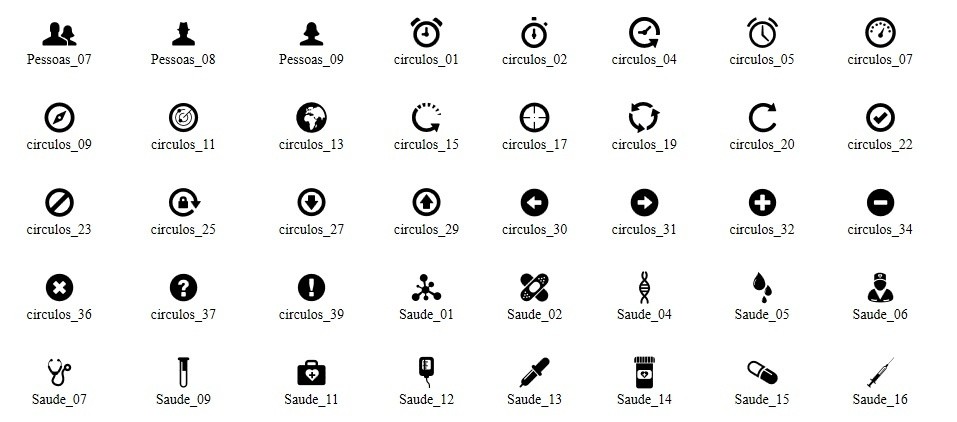 Pessoas_07 Pessoas_08 Pessoas_09 circulos_01 circulos_02 circulos_04 circulos_05 circulos_07
circulos_09 circulos_11 circulos_13 circulos_15 circulos_17 circulos_19 circulos_20 circulos_22
circulos_23 circulos_25 circulos_27 circulos_29 circulos_30 circulos_31 circulos_32 circulos_34
circulos_36 circulos_37 circulos_39 Saude_01 Saude_02 Saude_04 Saude_05 Saude_06
Saude_07 Saude_09 Saude_11 Saude_12 Saude_13 Saude_14 Saude_15 Saude_16